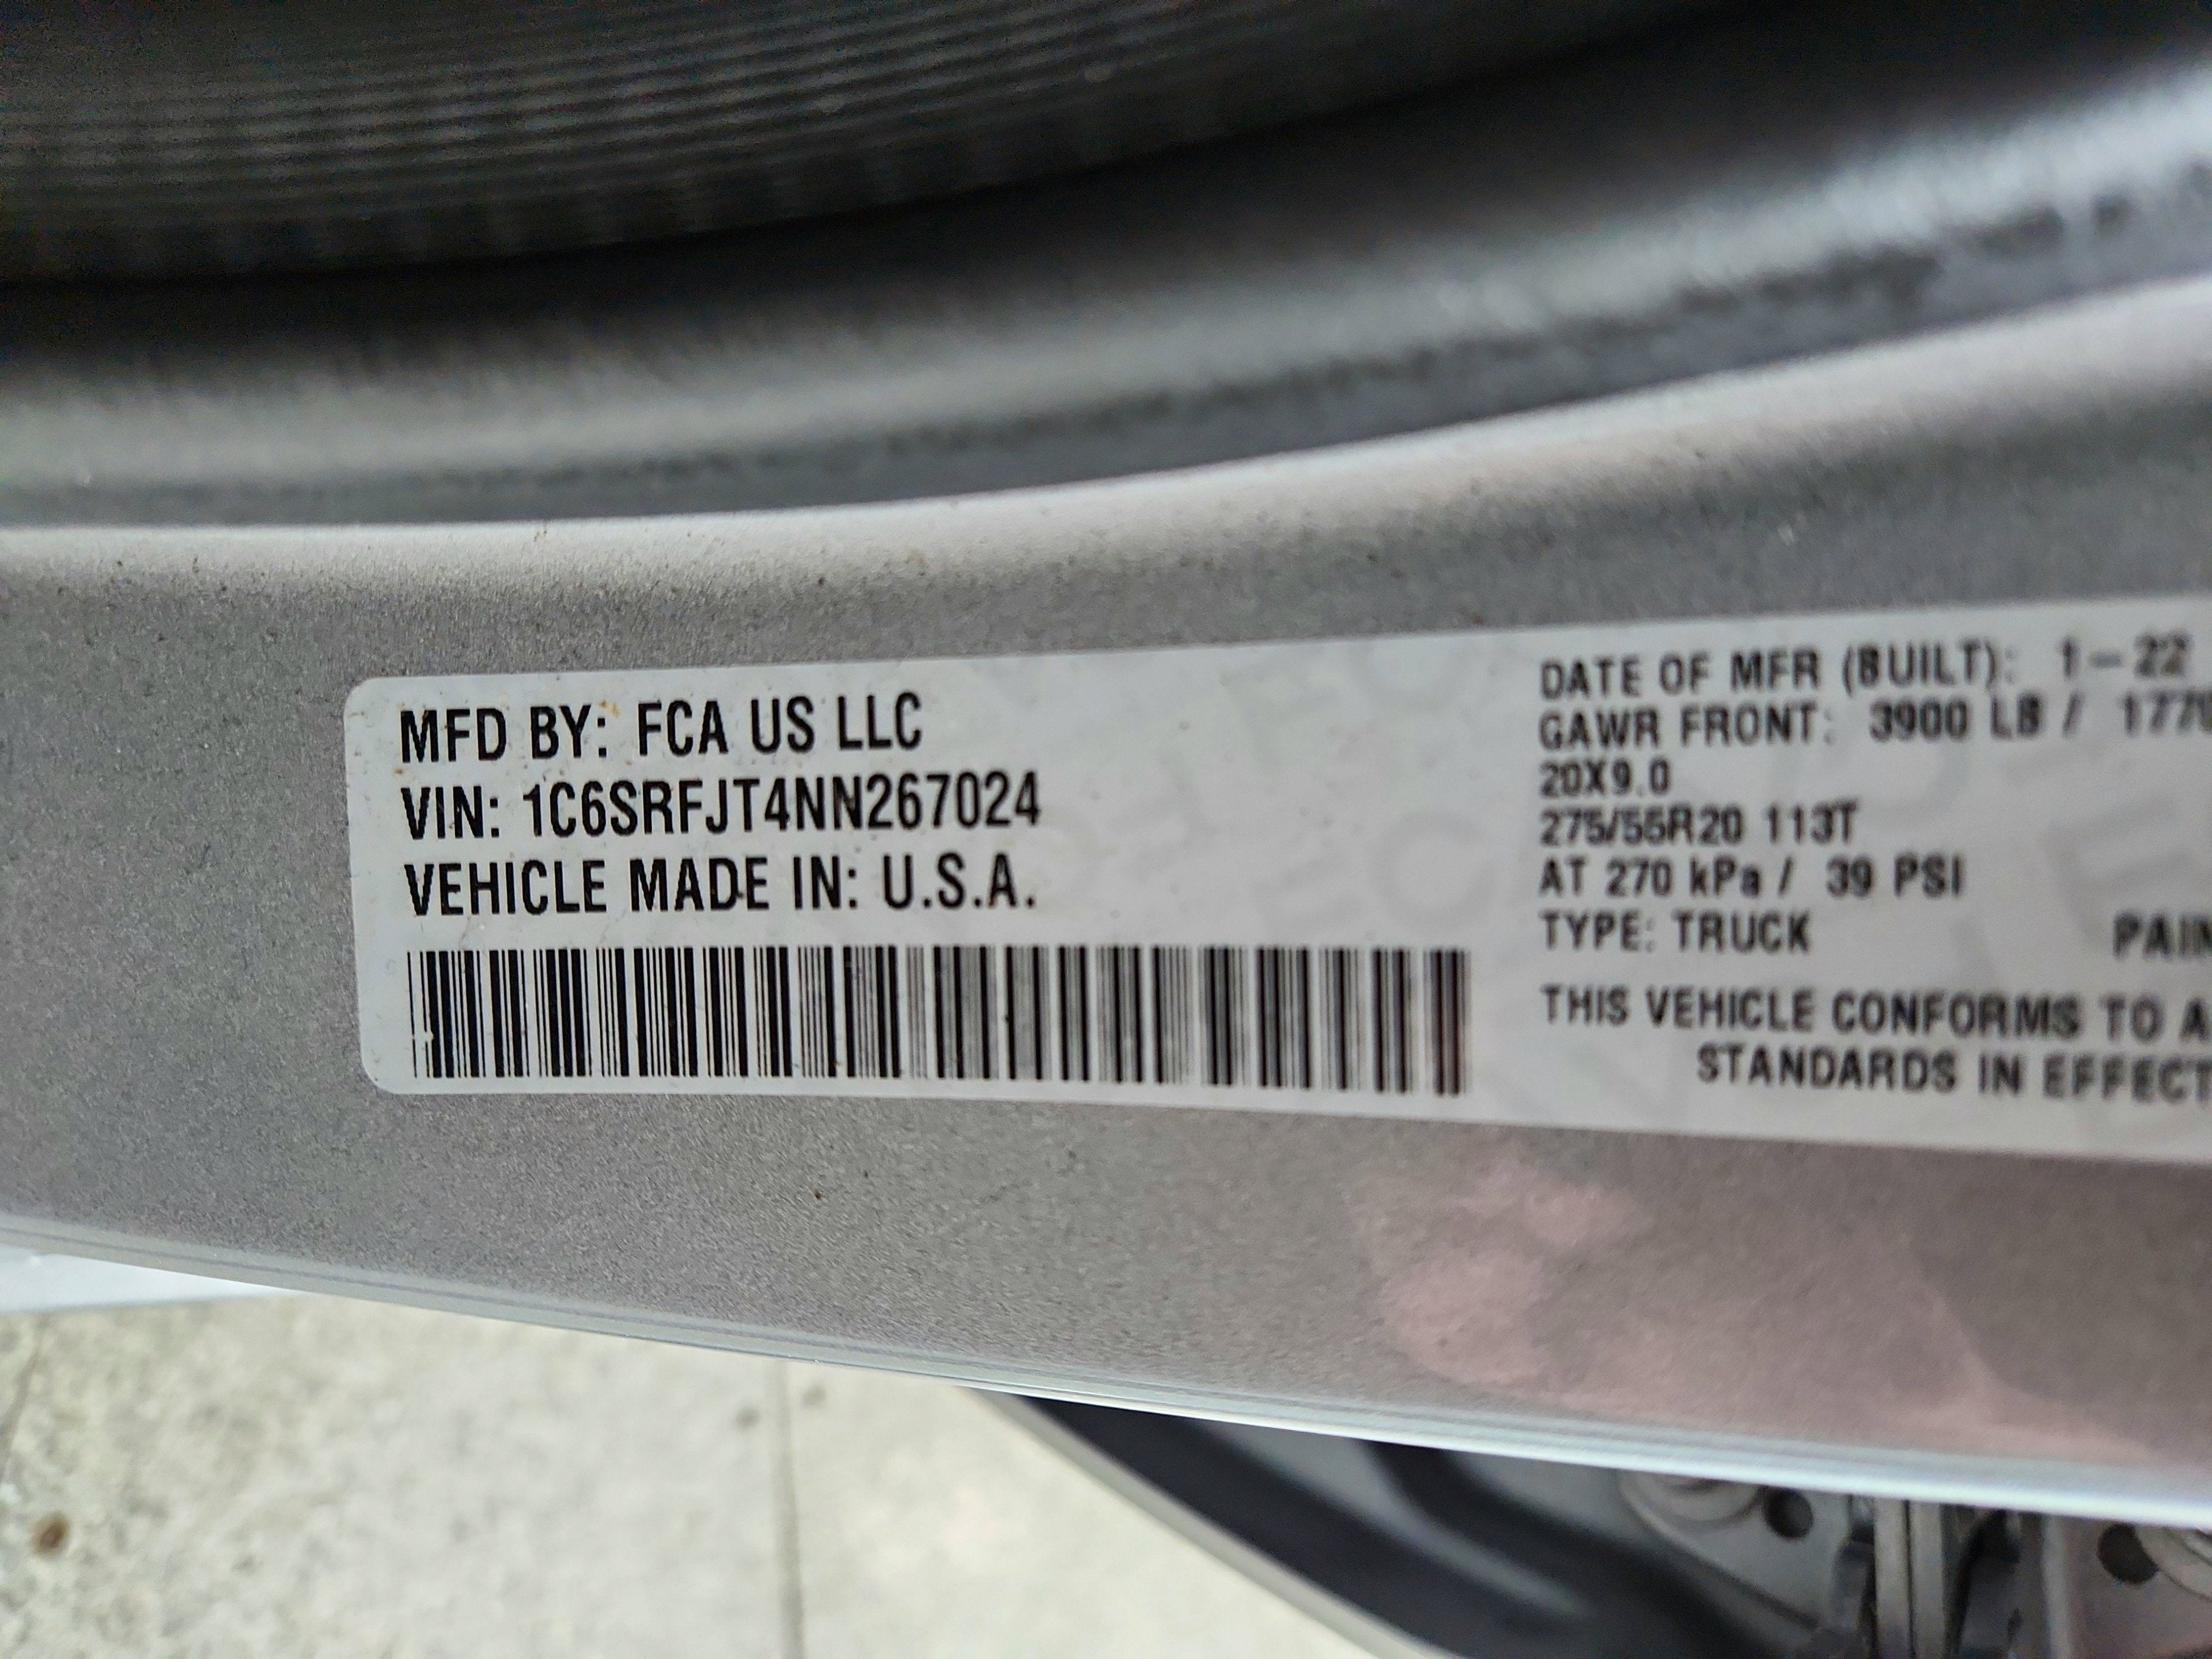 MFD BY: FCA US LLC
VIN: 1C6SRFJT4NN267024
VEHICLE MADE IN: U.S.A.
DATE OF MFR (BUILT): 1-22
GAWR FRONT: 3900 LB /
20X9.0
275/55R20 113T
AT 270 kPa / 39 PSI
TYPE: TRUCK
THIS VEHICLE CONFORMS TO
STANDARDS IN EFFECT